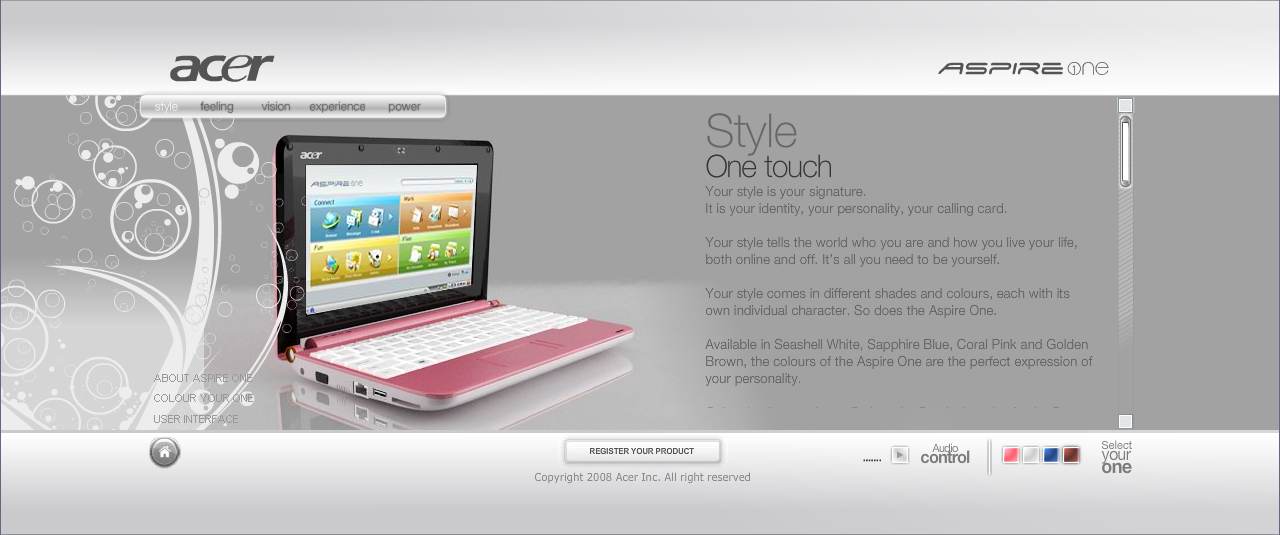 acer
ASPIRE one
style feeling vision experience power
acer
ASPIRE one
Connect
Work
Fun
Files
Style
One touch
Your style is your signature.
It is your identity, your personality, your calling card.
Your style tells the world who you are and how you live your life,
both online and off. It's all you need to be yourself.
Your style comes in different shades and colours, each with its
own individual character. So does the Aspire One.
Available in Seashell White, Sapphire Blue, Coral Pink and Golden
Brown, the colours of the Aspire One are the perfect expression of
your personality.
ABOUT ASPIRE ONE
COLOUR YOUR ONE
USER INTERFACE
REGISTER YOUR PRODUCT
Copyright 2008 Acer Inc. All right reserved
Audio
control
Select
your
one